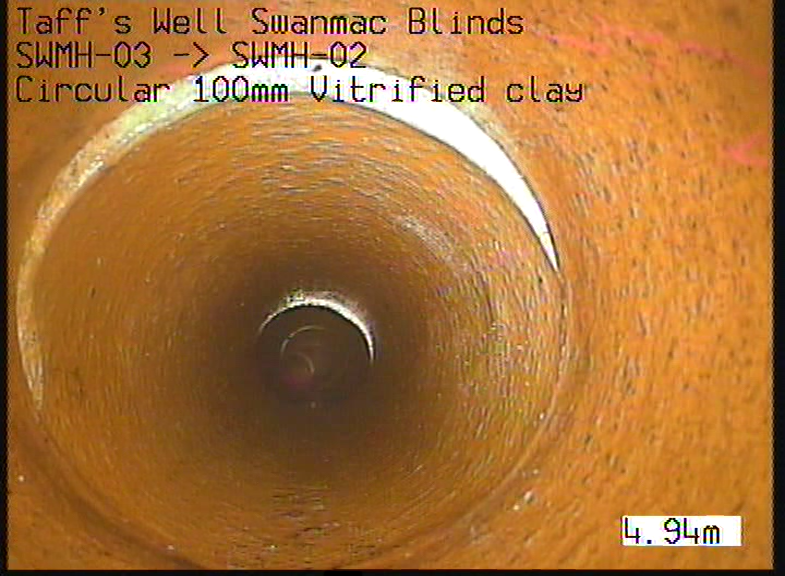 Taff's Well Swanmac Blinds
SWMH-03 -> SWMH-02
Circular 100mm Vitrified clay
4.94m